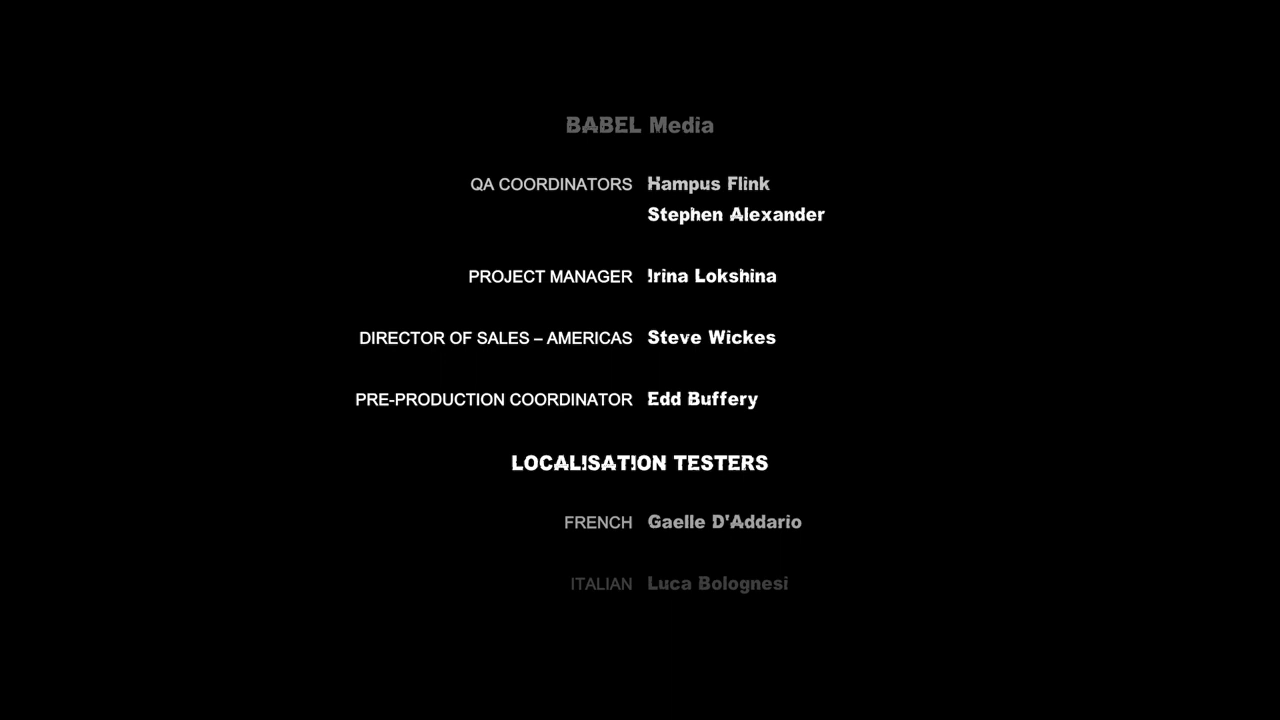 BABEL Media
QA COORDINATORS Hampus Flink
Stephen Alexander
PROJECT MANAGER Irina Lokshina
DIRECTOR OF SALES – AMERICAS Steve Wickes
PRE-PRODUCTION COORDINATOR Edd Buffery
LOCALISATION TESTERS
FRENCH Gaelle D'Addario
ITALIAN Luca Bolognesi